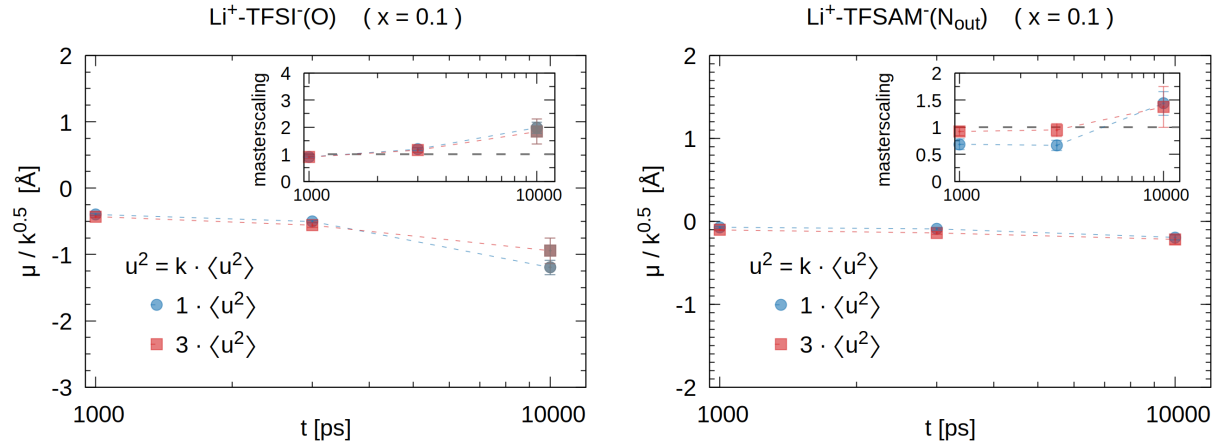 Li⁺-TFSI⁻(O) ( x = 0.1 )
2
1
0
-1
-2
-3
μ / k^0.5 [Å]
1000
10000
t [ps]
masterscaling
4
3
2
1
0
1000
10000
u² = k · ⟨u²⟩
1 · ⟨u²⟩
3 · ⟨u²⟩
Li⁺-TFSAM⁻(N_out) ( x = 0.1 )
2
1
0
-1
-2
μ / k^0.5 [Å]
1000
10000
t [ps]
masterscaling
2
1.5
1
0.5
0
1000
10000
u² = k · ⟨u²⟩
1 · ⟨u²⟩
3 · ⟨u²⟩